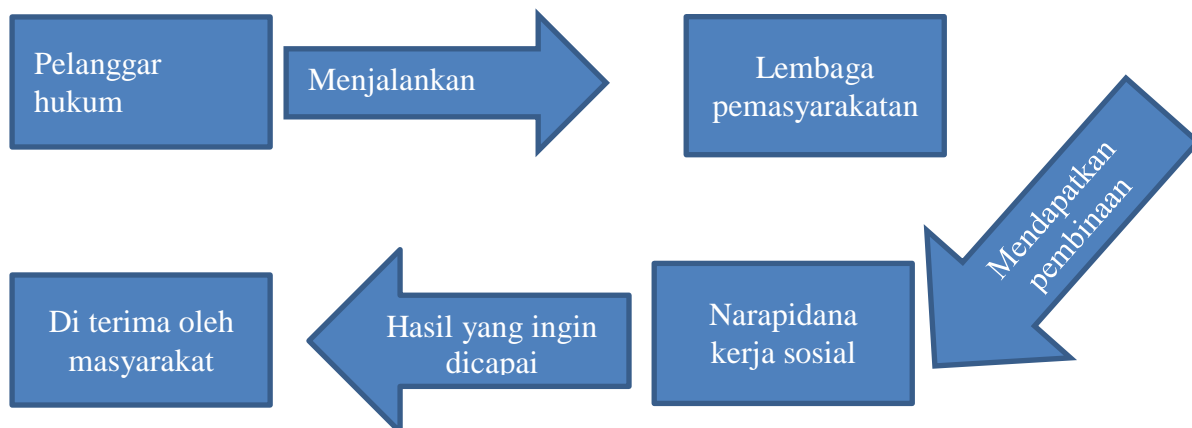 Pelanggar
hukum
Menjalankan
Lembaga
pemasyarakatan
Mendapatkan
pembinaan
Narapidana
kerja sosial
Hasil yang ingin
dicapai
Di terima oleh
masyarakat